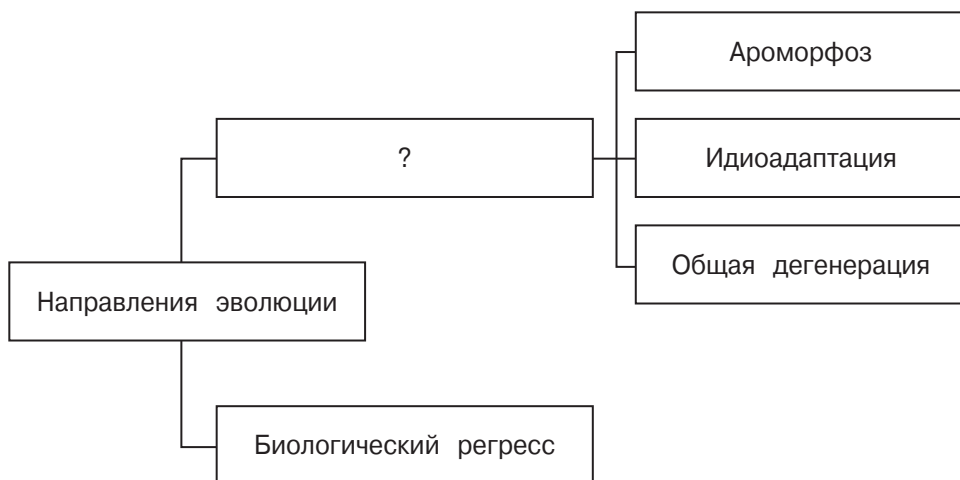 Ароморфоз
?
Идиоадаптация
Общая дегенерация
Направления эволюции
Биологический регресс